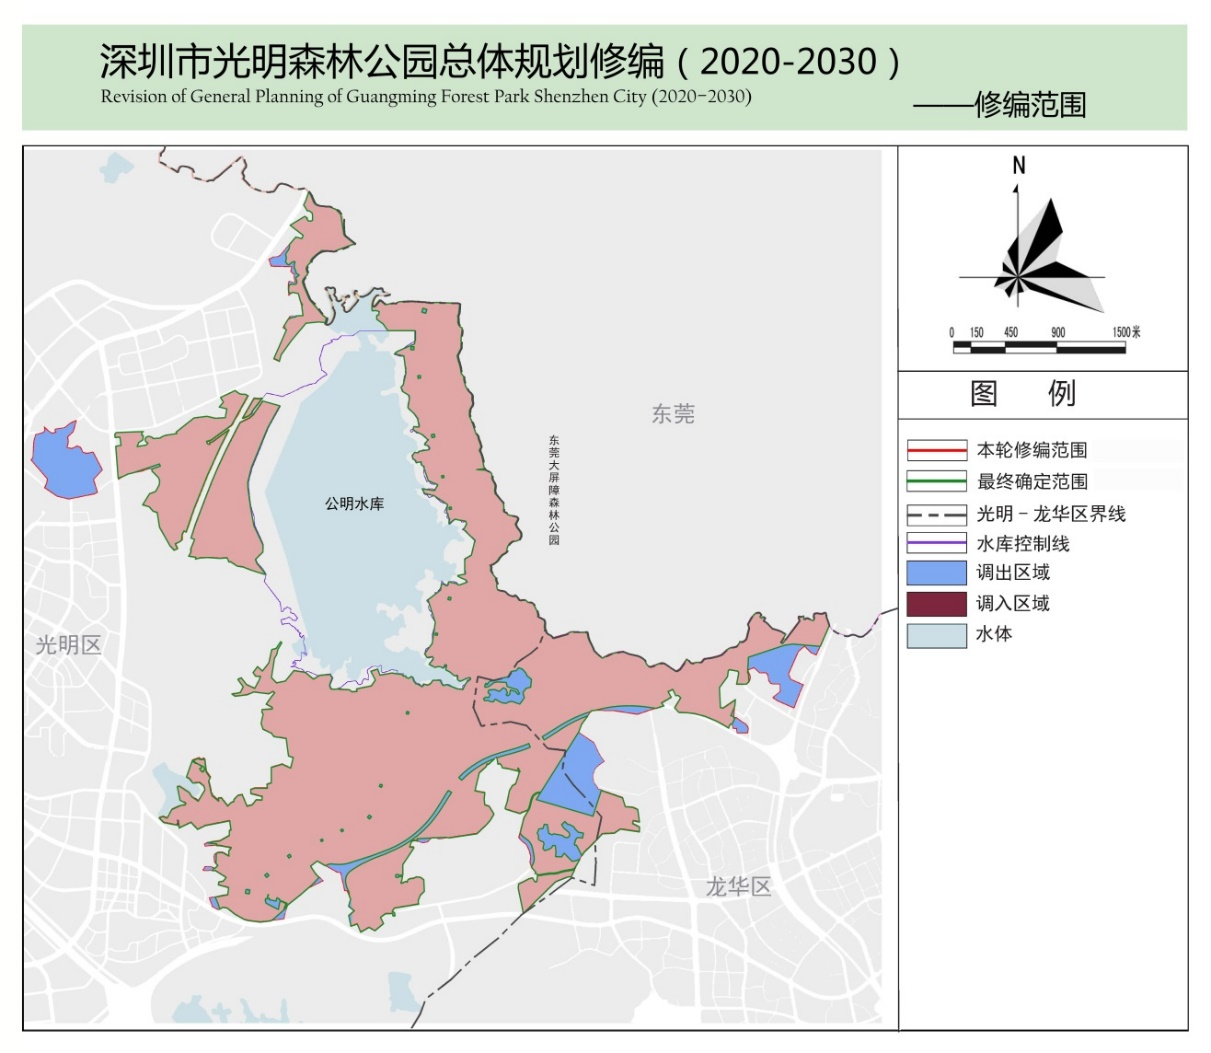 深圳市光明森林公园总体规划修编（2020-2030）
Revision of General Planning of Guangming Forest Park Shenzhen City (2020-2030)
——修编范围
N
0 150 450 900 1500米
图 例
本轮修编范围
最终确定范围
光明－龙华区界线
水库控制线
调出区域
调入区域
水体
东莞
东莞大屏障森林公园
公明水库
光明区
龙华区